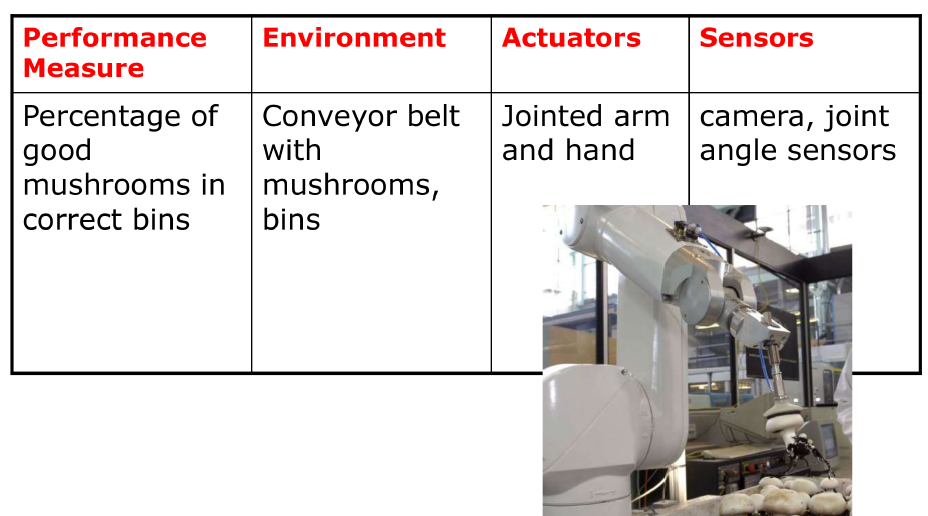 Performance
Measure
Environment
Actuators
Sensors
Percentage of
good
mushrooms in
correct bins
Conveyor belt
with
mushrooms,
bins
Jointed arm
and hand
camera, joint
angle sensors